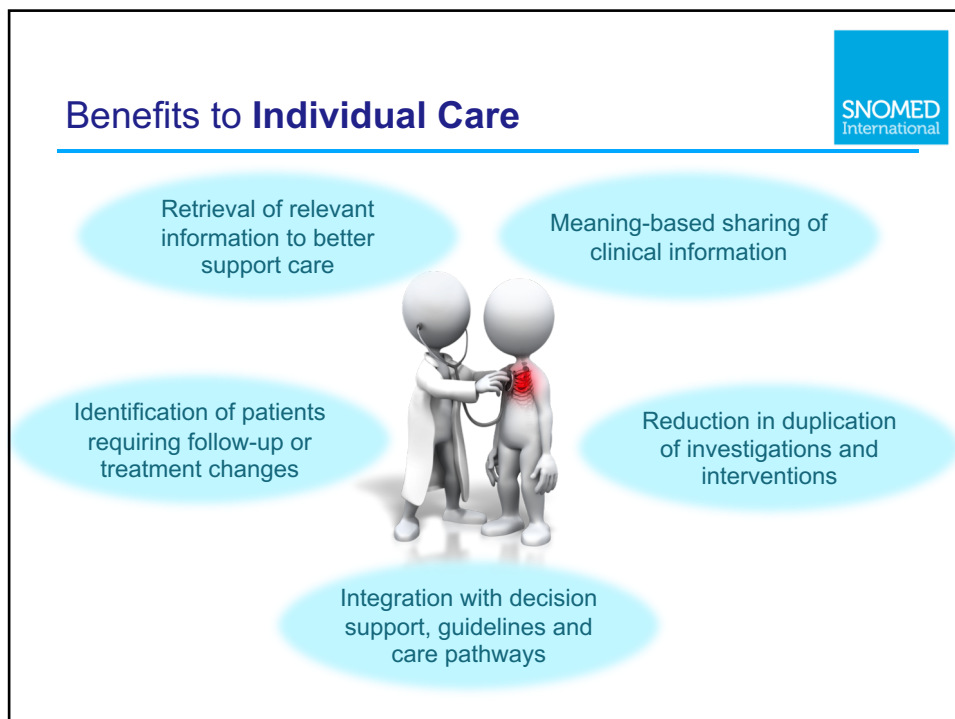 Benefits to Individual Care
SNOMED
International
Retrieval of relevant
information to better
support care
Meaning-based sharing of
clinical information
Identification of patients
requiring follow-up or
treatment changes
Reduction in duplication
of investigations and
interventions
Integration with decision
support, guidelines and
care pathways